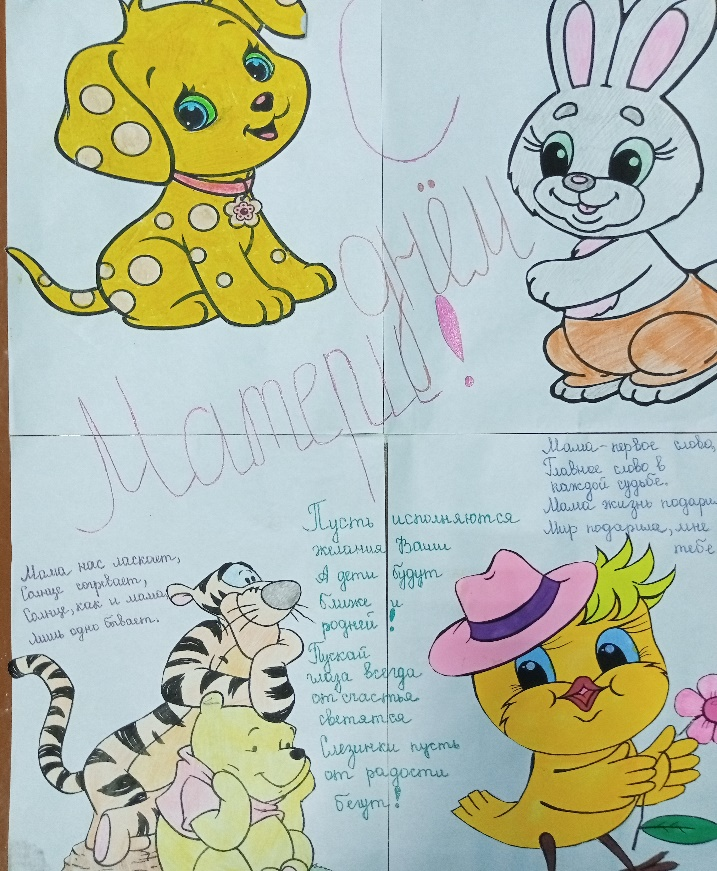 С
днём
Матери!
Мама - первое слово,
Главное слово в
каждой судьбе.
Мама жизнь подари
Мир подарила, мне
тебе
Мама нас ласкает,
Солнце согревает,
Солнце, как и мама,
лишь одно бывает.
Пусть исполняются
желания Ваши
А дети будут
ближе и
родней!
Пускай
глаза всегда
от счастья
светятся
Слезинки пусть
от радости
бегут!